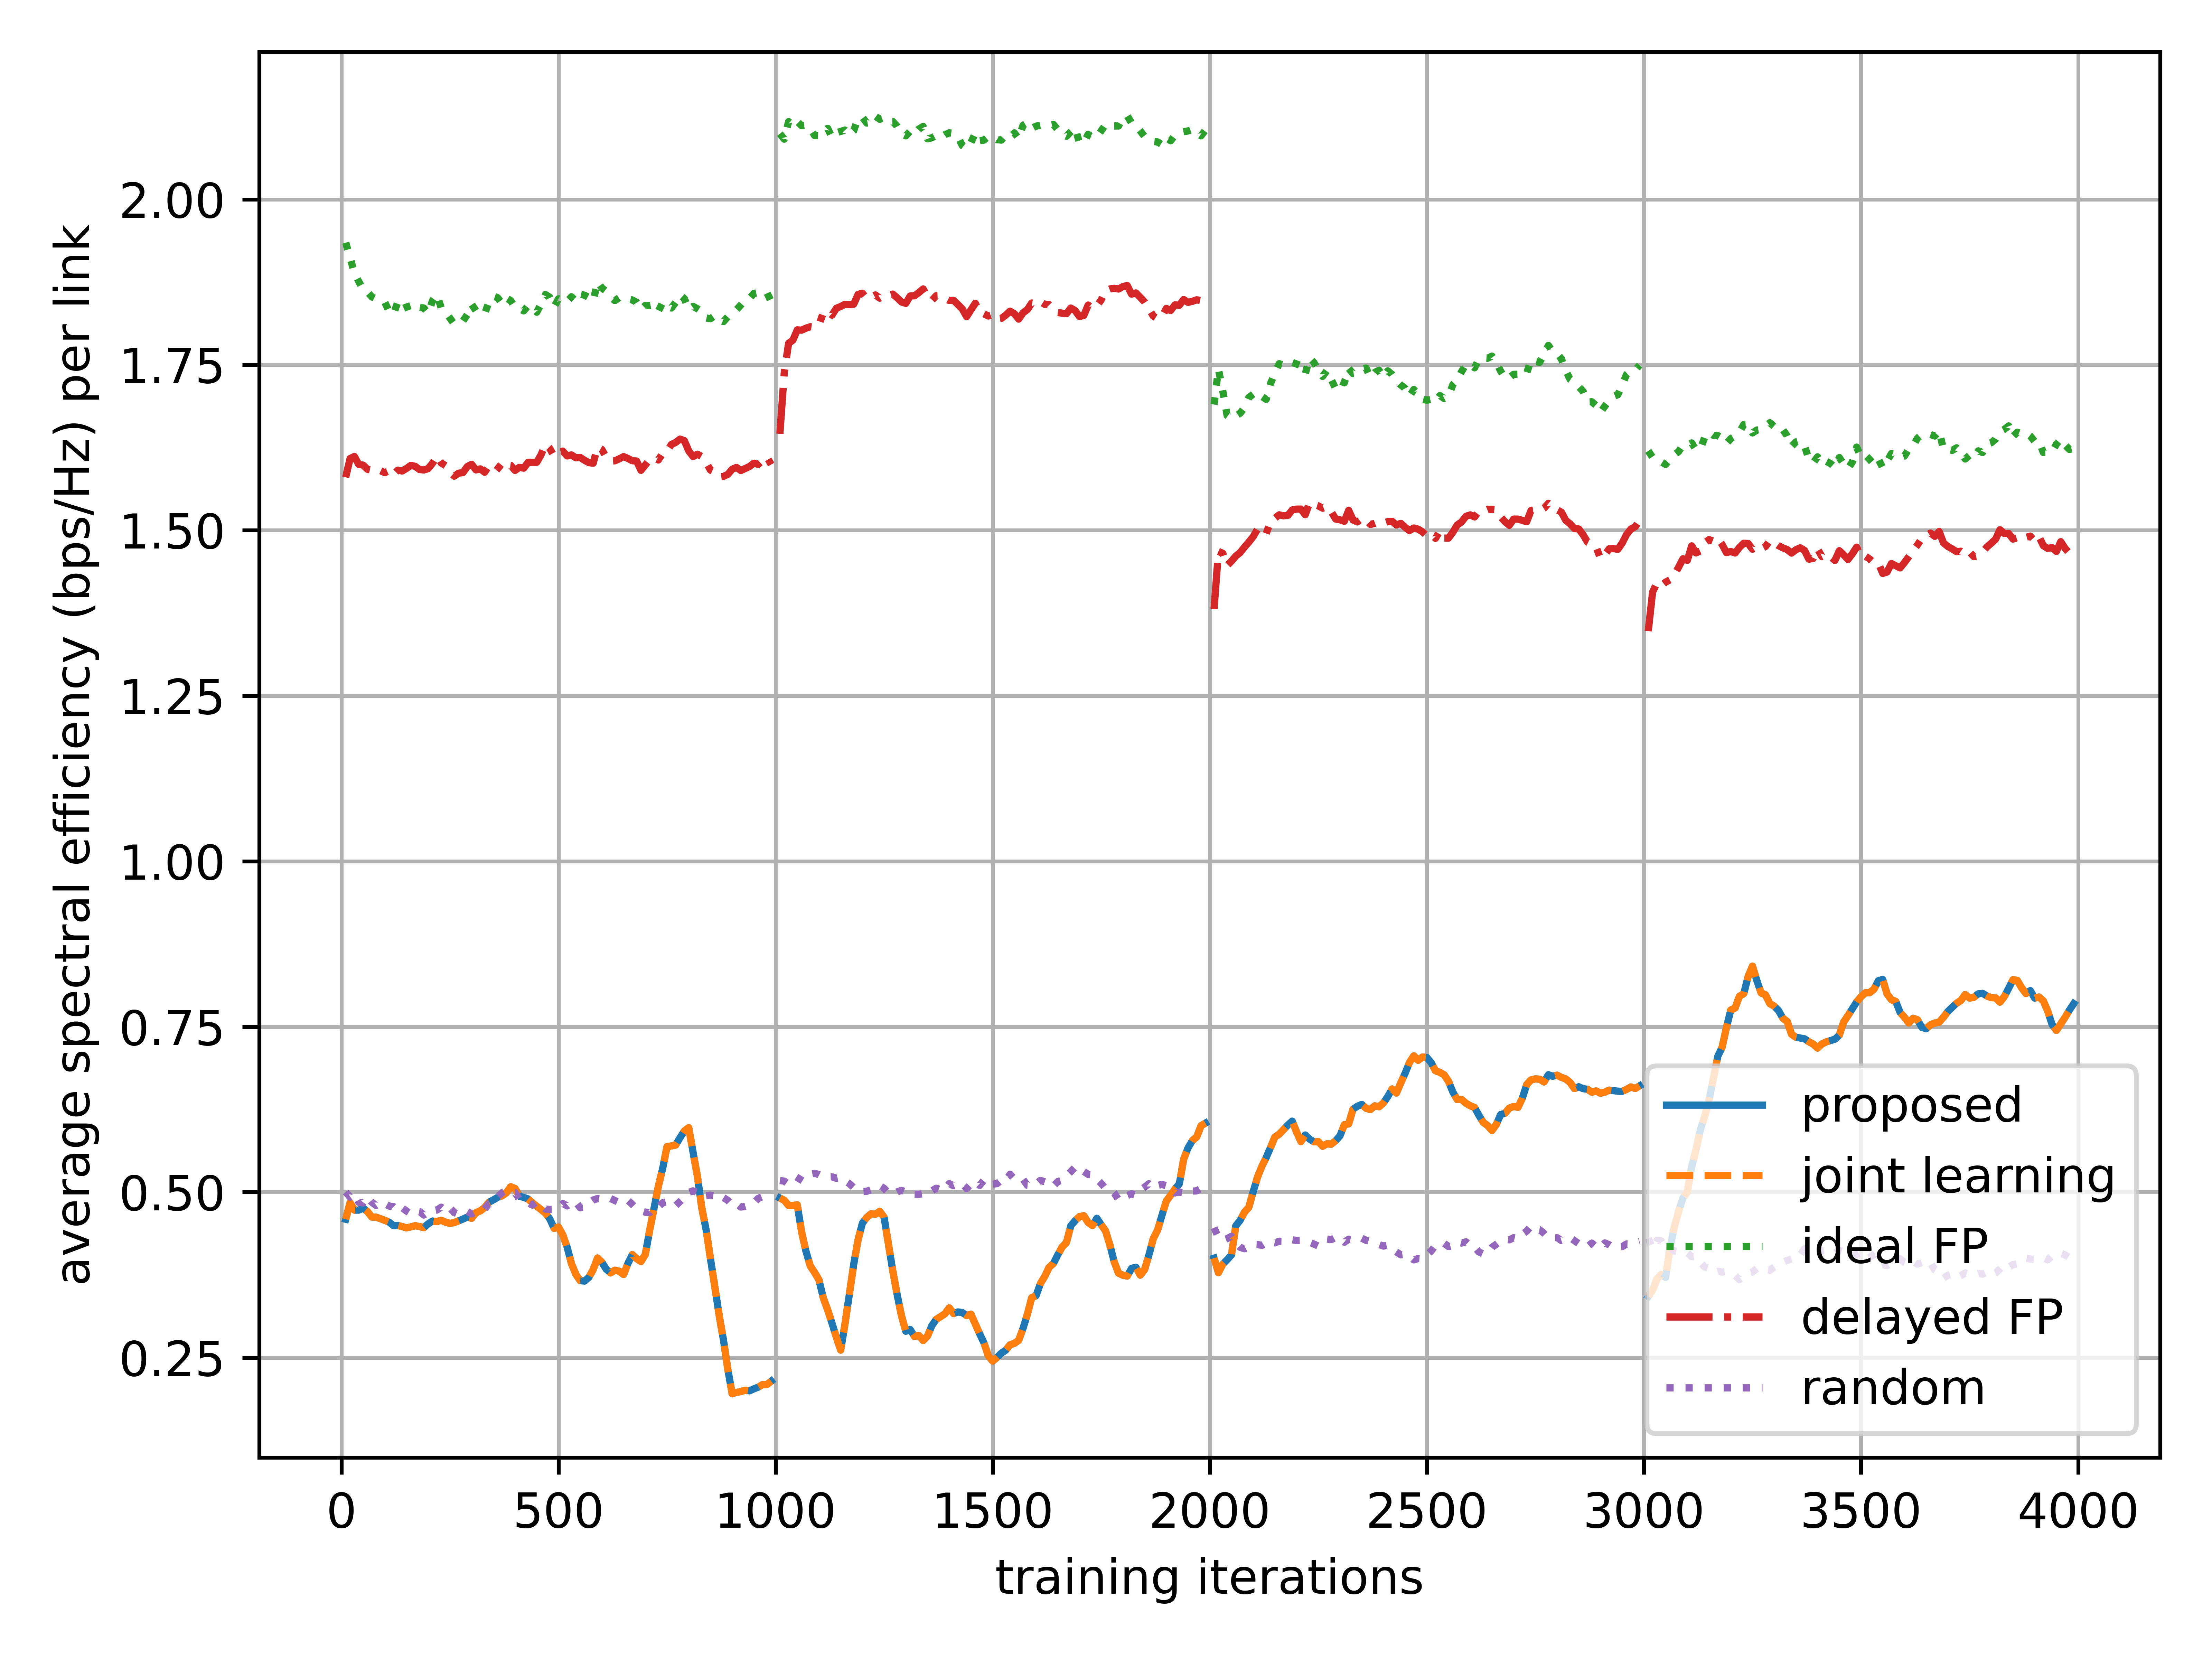 average spectral efficiency (bps/Hz) per link
2.00
1.75
1.50
1.25
1.00
0.75
0.50
0.25
proposed
joint learning
ideal FP
delayed FP
random
0 500 1000 1500 2000 2500 3000 3500 4000
training iterations